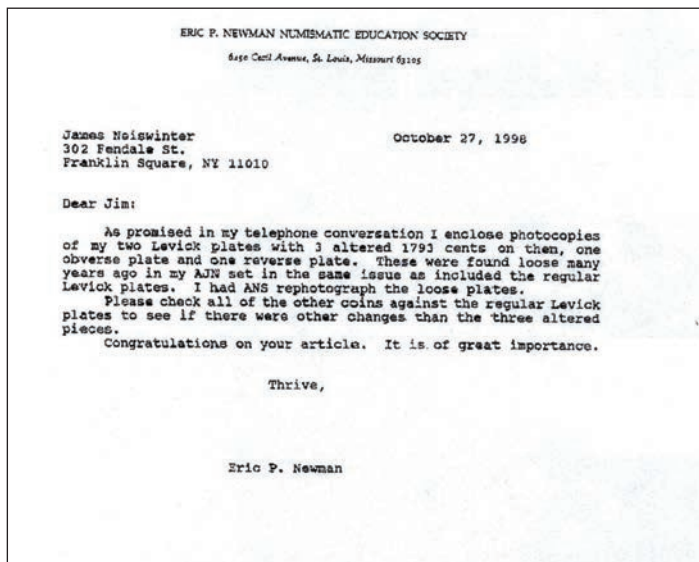 ERIC P. NEWMAN NUMISMATIC EDUCATION SOCIETY
6450 Cecil Avenue, St. Louis, Missouri 63105
James Neiswinter
October 27, 1998
302 Fendale St.
Franklin Square, NY 11010
Dear Jim:
As promised in my telephone conversation I enclose photocopies
of my two Levick plates with 3 altered 1793 cents on then, one
obverse plate and one reverse plate. These were found loose many
years ago in my AJN set in the same issue as included the regular
Levick plates. I had ANS rephotograph the loose plates.
Please check all of the other coins against the regular Levick
plates to see if there were other changes than the three altered
pieces.
Congratulations on your article. It is of great importance.
Thrive,
Eric P. Newman